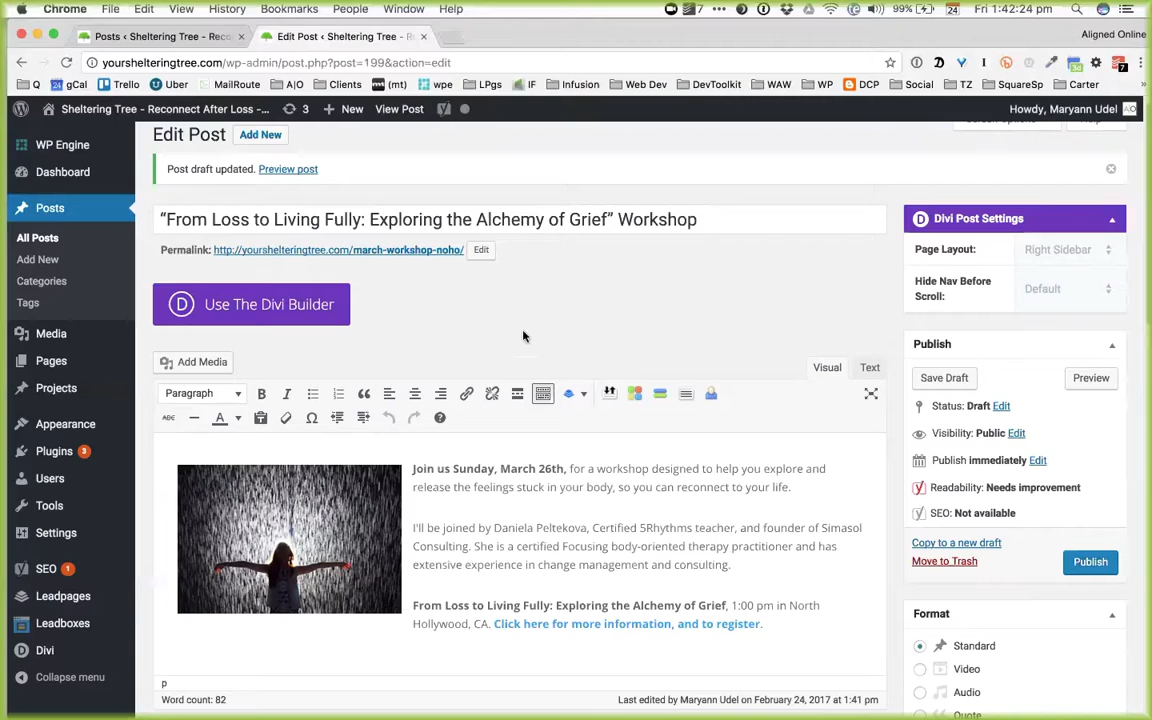 Chrome File Edit View History Bookmarks People Window Help 7 99% 24 Fri 1:42:24 pm
Posts ‹ Sheltering Tree - Reco × Edit Post ‹ Sheltering Tree - R × Aligned Online
yourshelteringtree.com/wp-admin/post.php?post=199&action=edit
Q gCal Trello Uber MailRoute A|O Clients (mt) wpe LPgs IF Infusion Web Dev DevToolkit WAW WP DCP Social TZ SquareSp Carter
Sheltering Tree - Reconnect After Loss -... 3 + New View Post Howdy, Maryann Udel
WP Engine
Dashboard
Posts
All Posts
Add New
Categories
Tags
Media
Pages
Projects
Appearance
Plugins 3
Users
Tools
Settings
SEO 1
Leadpages
Leadboxes
Divi
Collapse menu
Edit Post Add New
Post draft updated. Preview post
“From Loss to Living Fully: Exploring the Alchemy of Grief” Workshop
Permalink: http://yourshelteringtree.com/march-workshop-noho/ Edit
D Use The Divi Builder
Add Media Visual Text
Paragraph B I
ABC A Ω
Join us Sunday, March 26th, for a workshop designed to help you explore and
release the feelings stuck in your body, so you can reconnect to your life.
I'll be joined by Daniela Peltekova, Certified 5Rhythms teacher, and founder of Simasol
Consulting. She is a certified Focusing body-oriented therapy practitioner and has
extensive experience in change management and consulting.
From Loss to Living Fully: Exploring the Alchemy of Grief, 1:00 pm in North
Hollywood, CA. Click here for more information, and to register.
p
Word count: 82 Last edited by Maryann Udel on February 24, 2017 at 1:41 pm
D Divi Post Settings
Page Layout: Right Sidebar
Hide Nav Before
Scroll: Default
Publish
Save Draft Preview
Status: Draft Edit
Visibility: Public Edit
Publish immediately Edit
Readability: Needs improvement
SEO: Not available
Copy to a new draft
Move to Trash Publish
Format
Standard
Video
Audio
Quote